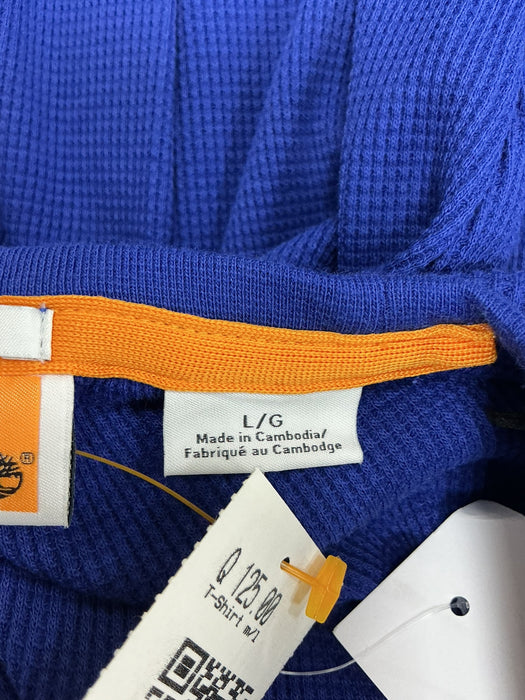 ®
L/G
Made in Cambodia/
Fabriqué au Cambodge
Q 125.00
T-Shirt m/l